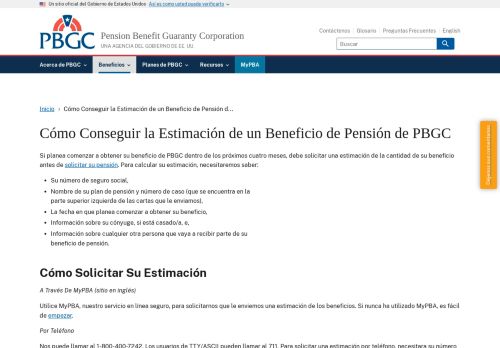 Un sitio oficial del Gobierno de Estados Unidos Así es como usted puede verificarlo
Contáctenos Glosario Preguntas Frecuentes English
PBGC
Pension Benefit Guaranty Corporation
UNA AGENCIA DEL GOBIERNO DE EE. UU.
Buscar
Acerca de PBGC Beneficios Planes de PBGC Recursos MyPBA
Inicio › Cómo Conseguir la Estimación de un Beneficio de Pensión d...
Cómo Conseguir la Estimación de un Beneficio de Pensión de PBGC
Si planea comenzar a obtener su beneficio de PBGC dentro de los próximos cuatro meses, debe solicitar una estimación de la cantidad de su beneficio
antes de solicitar su pensión. Para calcular su estimación, necesitaremos saber:
• Su número de seguro social,
• Nombre de su plan de pensión y número de caso (que se encuentra en la
parte superior izquierda de las cartas que le enviamos),
• La fecha en que planea comenzar a obtener su beneficio,
• Información sobre su cónyuge, si está casado/a, e,
• Información sobre cualquier otra persona que vaya a recibir parte de su
beneficio de pensión.
Cómo Solicitar Su Estimación
A Través De MyPBA (sitio en inglés)
Utilice MyPBA, nuestro servicio en línea seguro, para solicitarnos que le enviemos una estimación de los beneficios. Si nunca ha utilizado MyPBA, es fácil
de empezar.
Por Teléfono
Nos puede llamar al 1-800-400-7242. Los usuarios de TTY/ASCII pueden llamar al 711. Para solicitar una estimación por teléfono, necesitara su número